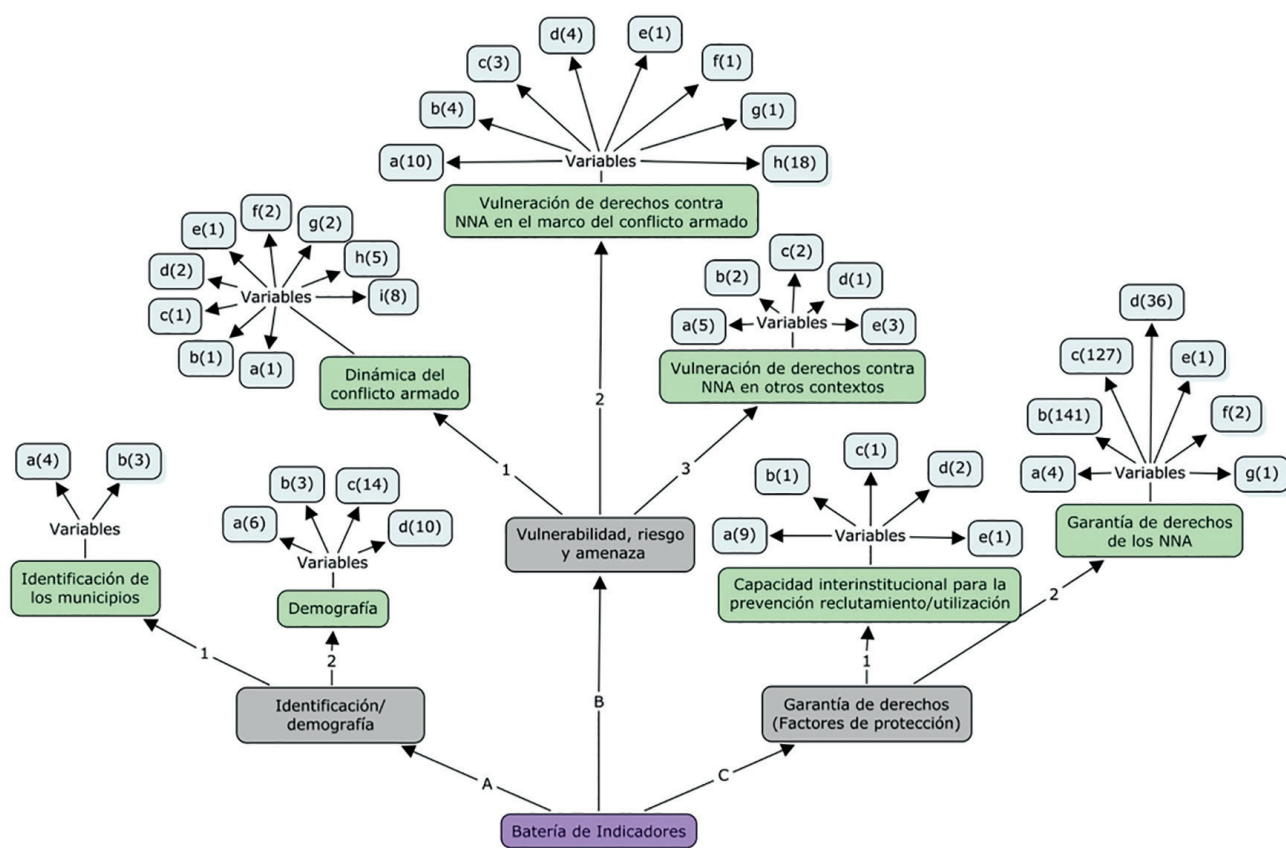 d(4)
e(1)
c(3)
f(1)
b(4)
g(1)
a(10)
Variables
h(18)
Vulneración de derechos contra
NNA en el marco del conflicto armado
f(2)
g(2)
e(1)
h(5)
d(2)
Variables
i(8)
c(1)
b(1)
a(1)
Dinámica del
conflicto armado
c(2)
b(2)
d(1)
a(5)
Variables
e(3)
Vulneración de derechos contra
NNA en otros contextos
d(36)
c(127)
e(1)
b(141)
f(2)
a(4)
Variables
g(1)
Garantía de derechos
de los NNA
a(4)
b(3)
Variables
Identificación de
los municipios
b(3)
c(14)
a(6)
d(10)
Variables
Demografía
c(1)
b(1)
d(2)
a(9)
Variables
e(1)
Capacidad interinstitucional para la
prevención reclutamiento/utilización
1
2
3
Vulnerabilidad, riesgo
y amenaza
1
2
Identificación/
demografía
1
2
Garantía de derechos
(Factores de protección)
A
B
C
Batería de Indicadores